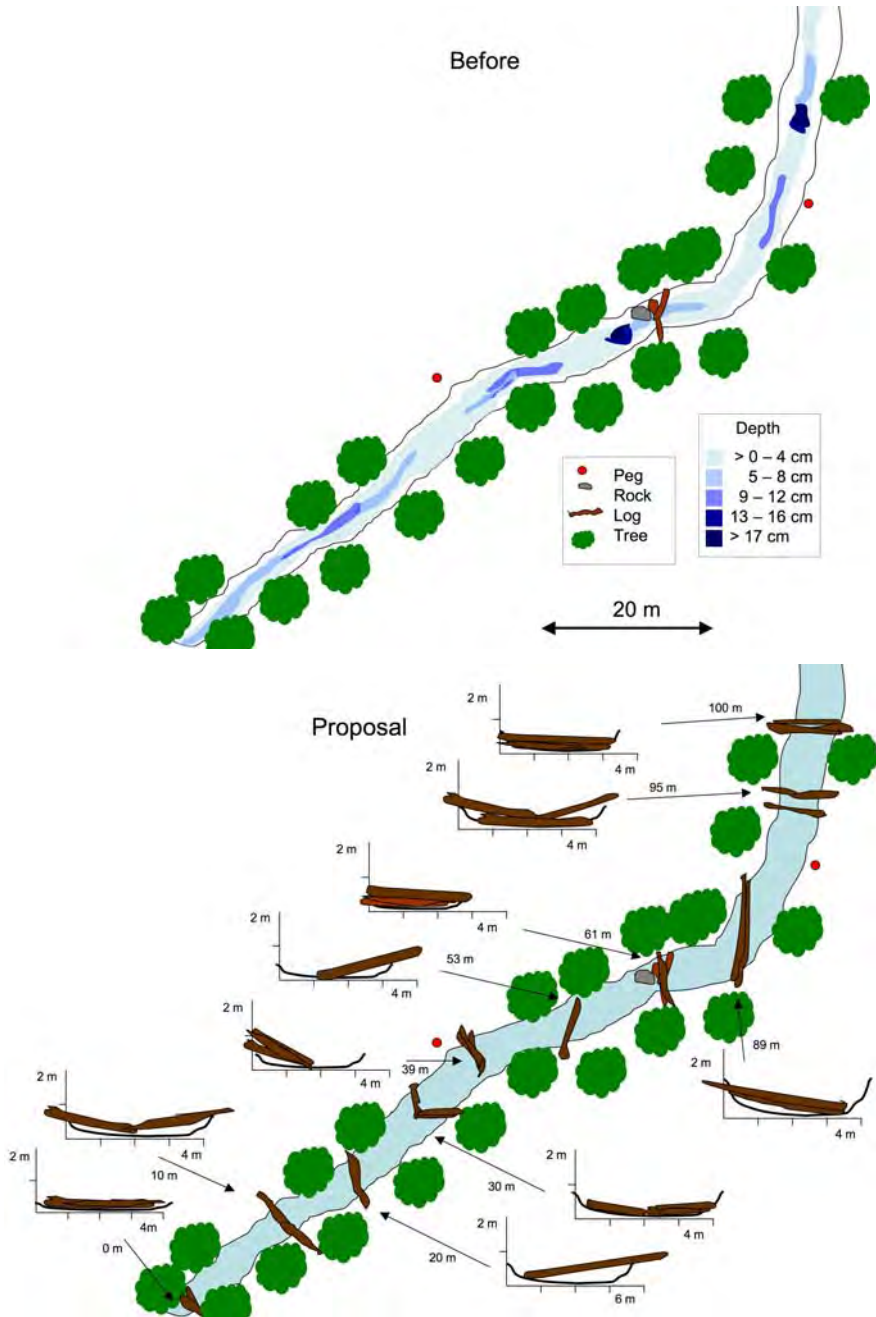 Before
Depth
> 0 – 4 cm
5 – 8 cm
9 – 12 cm
13 – 16 cm
> 17 cm
Peg
Rock
Log
Tree
20 m
Proposal
2 m
4 m
100 m
2 m
4 m
95 m
2 m
4 m
61 m
2 m
4 m
53 m
2 m
4 m
39 m
2 m
4 m
89 m
2 m
4 m
10 m
2 m
4m
0 m
2 m
4 m
30 m
2 m
6 m
20 m